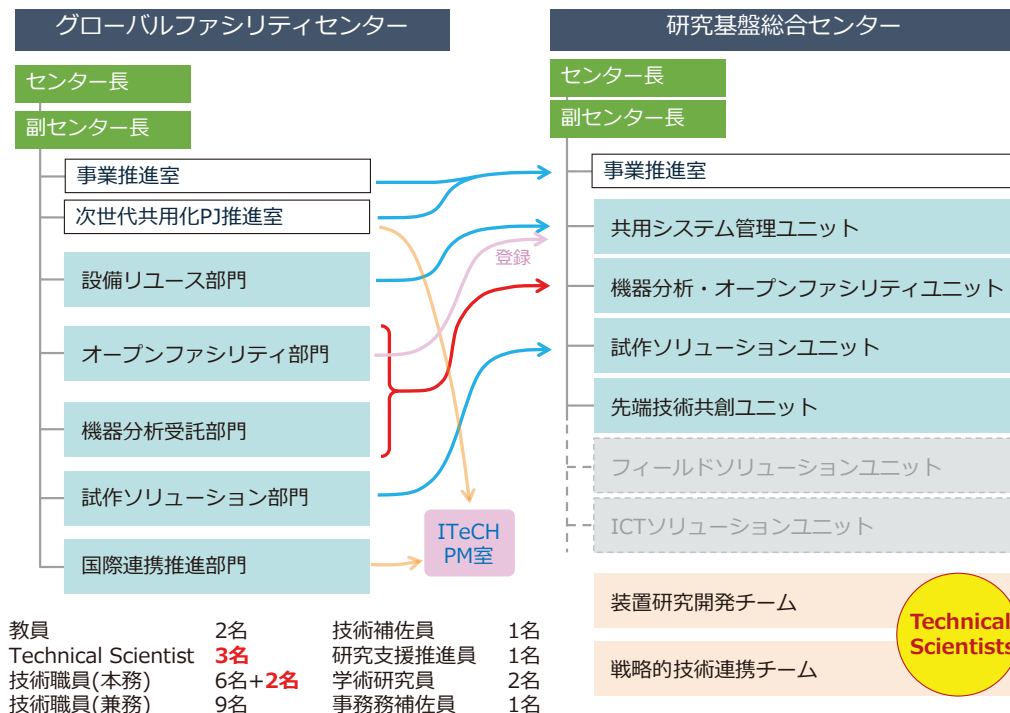 グローバルファシリティセンター
センター長
副センター長
事業推進室
次世代共用化PJ推進室
設備リユース部門
オープンファシリティ部門
機器分析受託部門
試作ソリューション部門
国際連携推進部門
登録
ITeCH
PM室
研究基盤総合センター
センター長
副センター長
事業推進室
共用システム管理ユニット
機器分析・オープンファシリティユニット
試作ソリューションユニット
先端技術共創ユニット
フィールドソリューションユニット
ICTソリューションユニット
装置研究開発チーム
戦略的技術連携チーム
Technical
Scientists
教員 2名 技術補佐員 1名
Technical Scientist 3名 研究支援推進員 1名
技術職員(本務) 6名+2名 学術研究員 2名
技術職員(兼務) 9名 事務務補佐員 1名